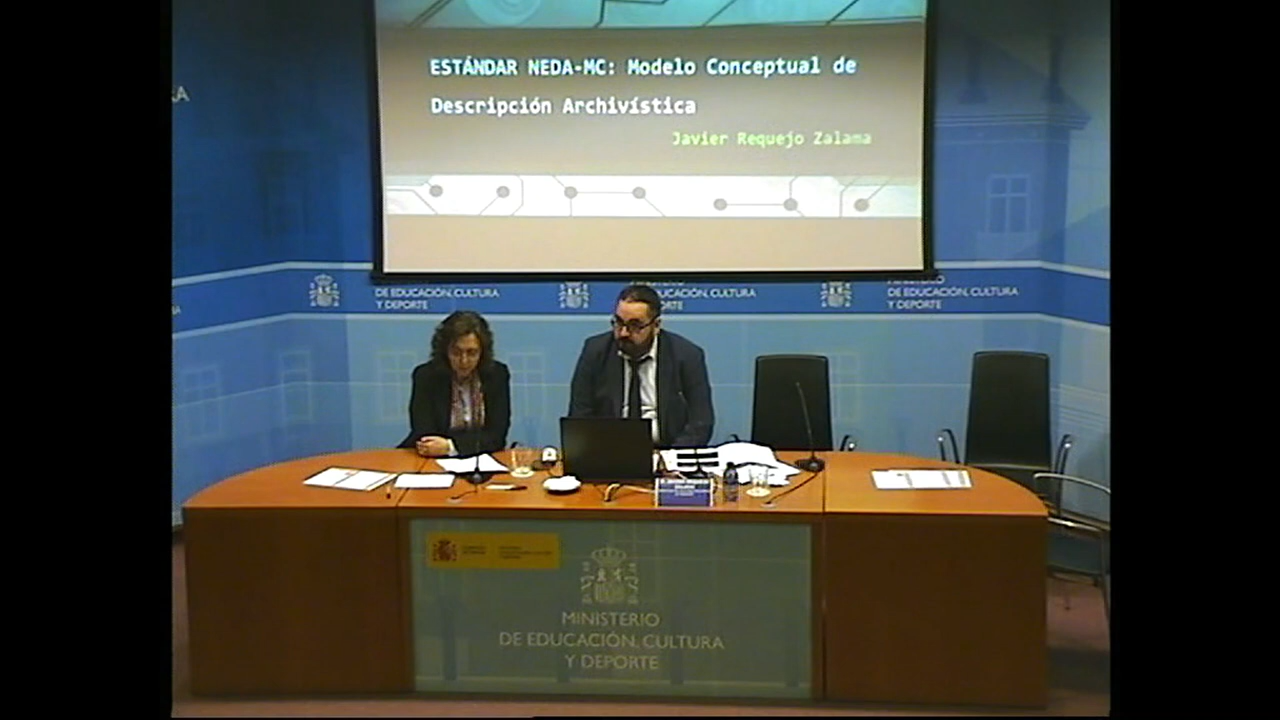 ESTÁNDAR NEDA-MC: Modelo Conceptual de
Descripción Archivística
Javier Requejo Zalama
DE EDUCACIÓN, CULTURA
Y DEPORTE
DE EDUCACIÓN, CULTURA
DEPORTE
MINISTERIO
DE EDUCACIÓN, CULTURA
Y DEPORTE
MINISTERIO
DE EDUCACIÓN, CULTURA
Y DEPORTE